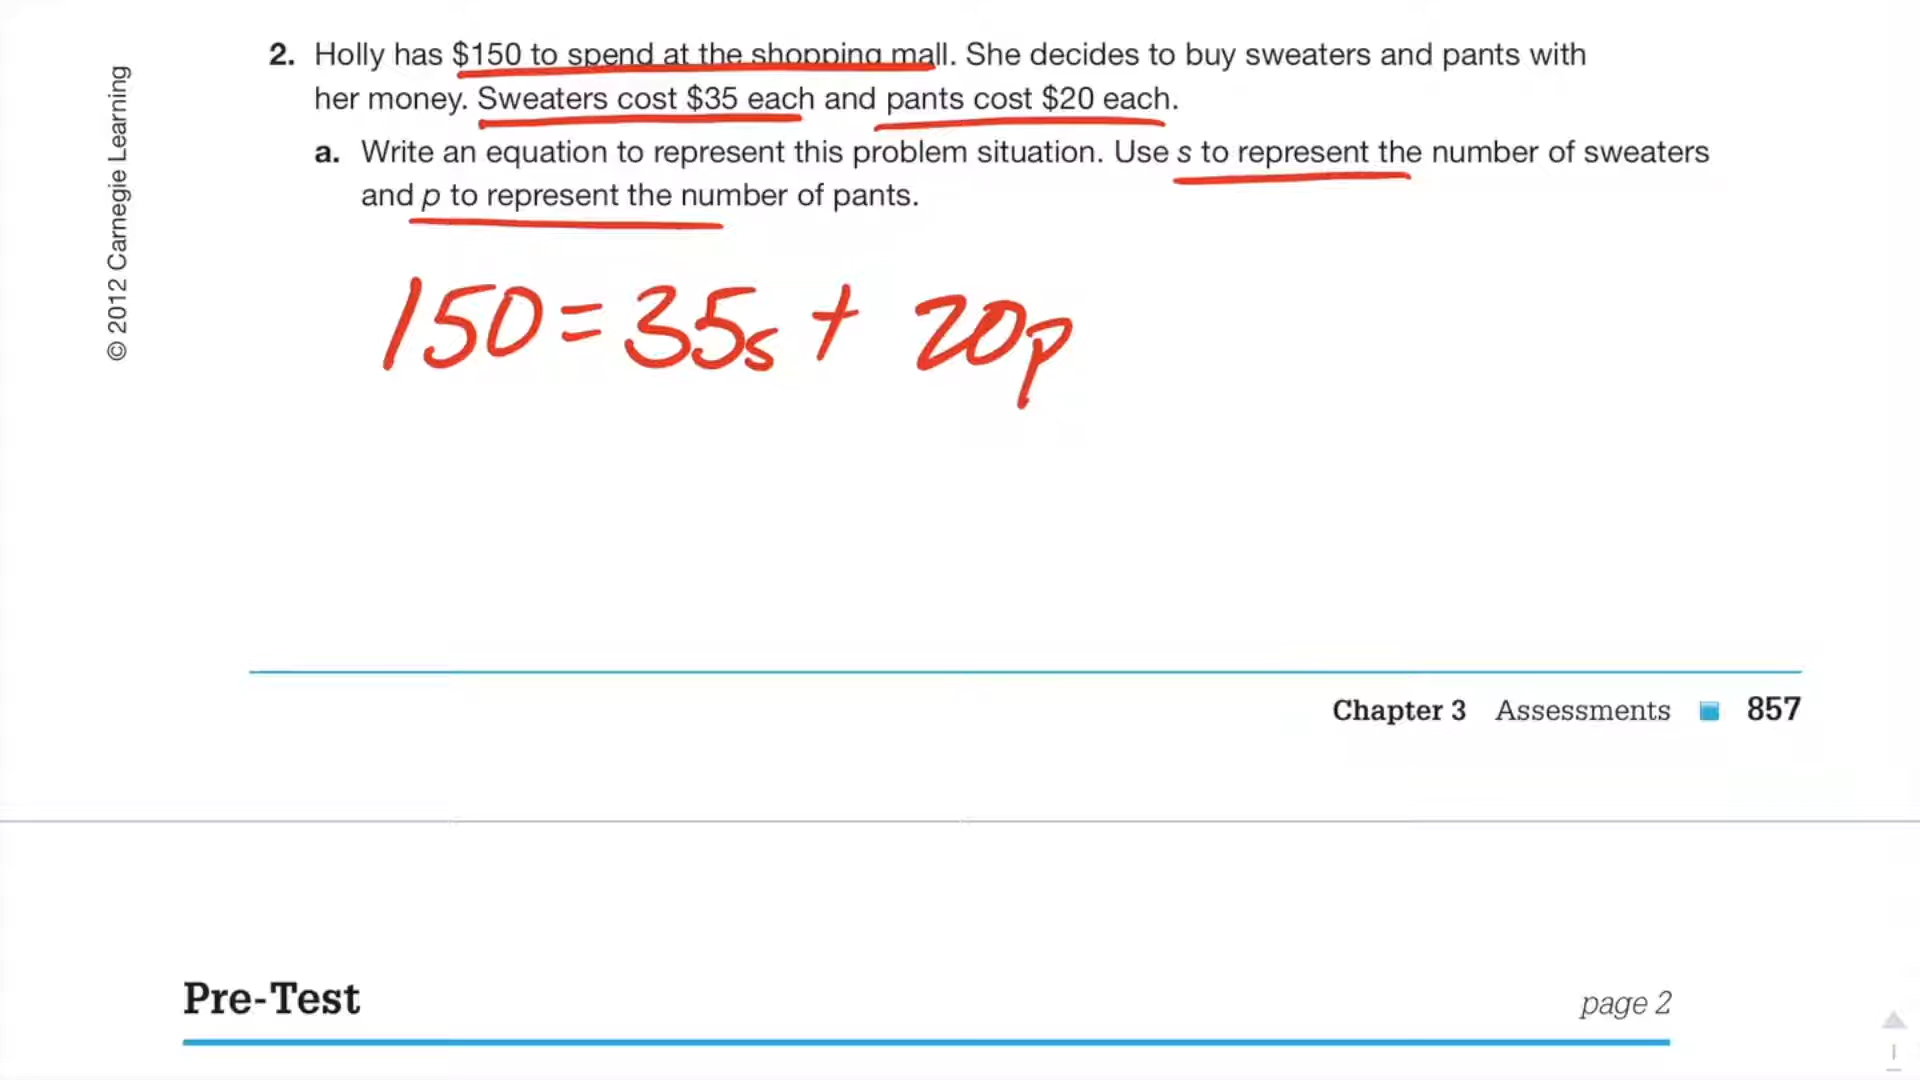 2. Holly has $150 to spend at the shopping mall. She decides to buy sweaters and pants with
her money. Sweaters cost $35 each and pants cost $20 each.
a. Write an equation to represent this problem situation. Use s to represent the number of sweaters
and p to represent the number of pants.
150 = 35s + 20p
© 2012 Carnegie Learning
Chapter 3 Assessments 857
Pre-Test page 2